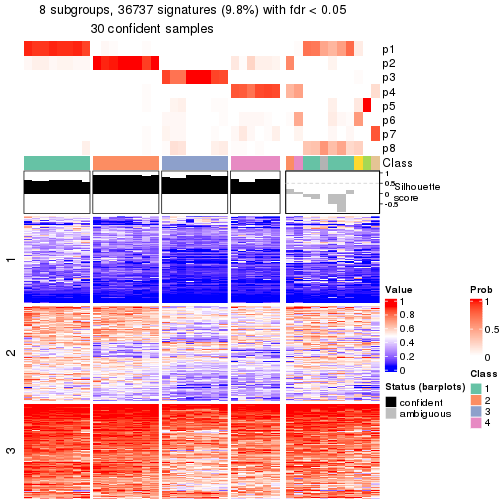 8 subgroups, 36737 signatures (9.8%) with fdr < 0.05
30 confident samples
p1
p2
p3
p4
p5
p6
p7
p8
Class
1
0.5
0
-0.5
Silhouette
score
1
2
3
Value
1
0.8
0.6
0.4
0.2
0
Status (barplots)
confident
ambiguous
Prob
1
0.5
0
Class
1
2
3
4